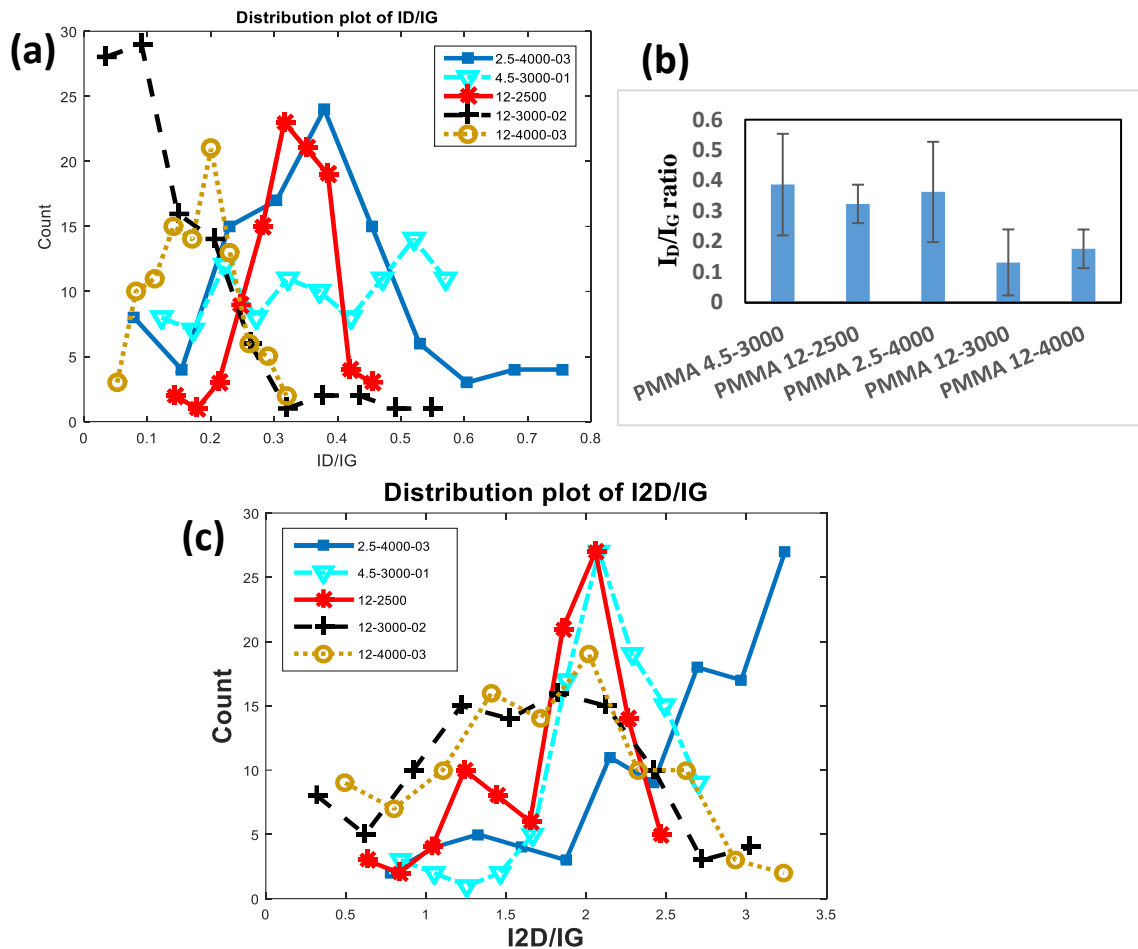 (a)
Distribution plot of ID/IG
30
25
20
15
10
5
0
Count
0 0.1 0.2 0.3 0.4 0.5 0.6 0.7 0.8
ID/IG
2.5-4000-03
4.5-3000-01
12-2500
12-3000-02
12-4000-03
(b)
0.6
0.5
0.4
0.3
0.2
0.1
0
I_D/I_G ratio
PMMA 4.5-3000
PMMA 12-2500
PMMA 2.5-4000
PMMA 12-3000
PMMA 12-4000
Distribution plot of I2D/IG
(c)
30
25
20
15
10
5
0
Count
0 0.5 1 1.5 2 2.5 3 3.5
I2D/IG
2.5-4000-03
4.5-3000-01
12-2500
12-3000-02
12-4000-03